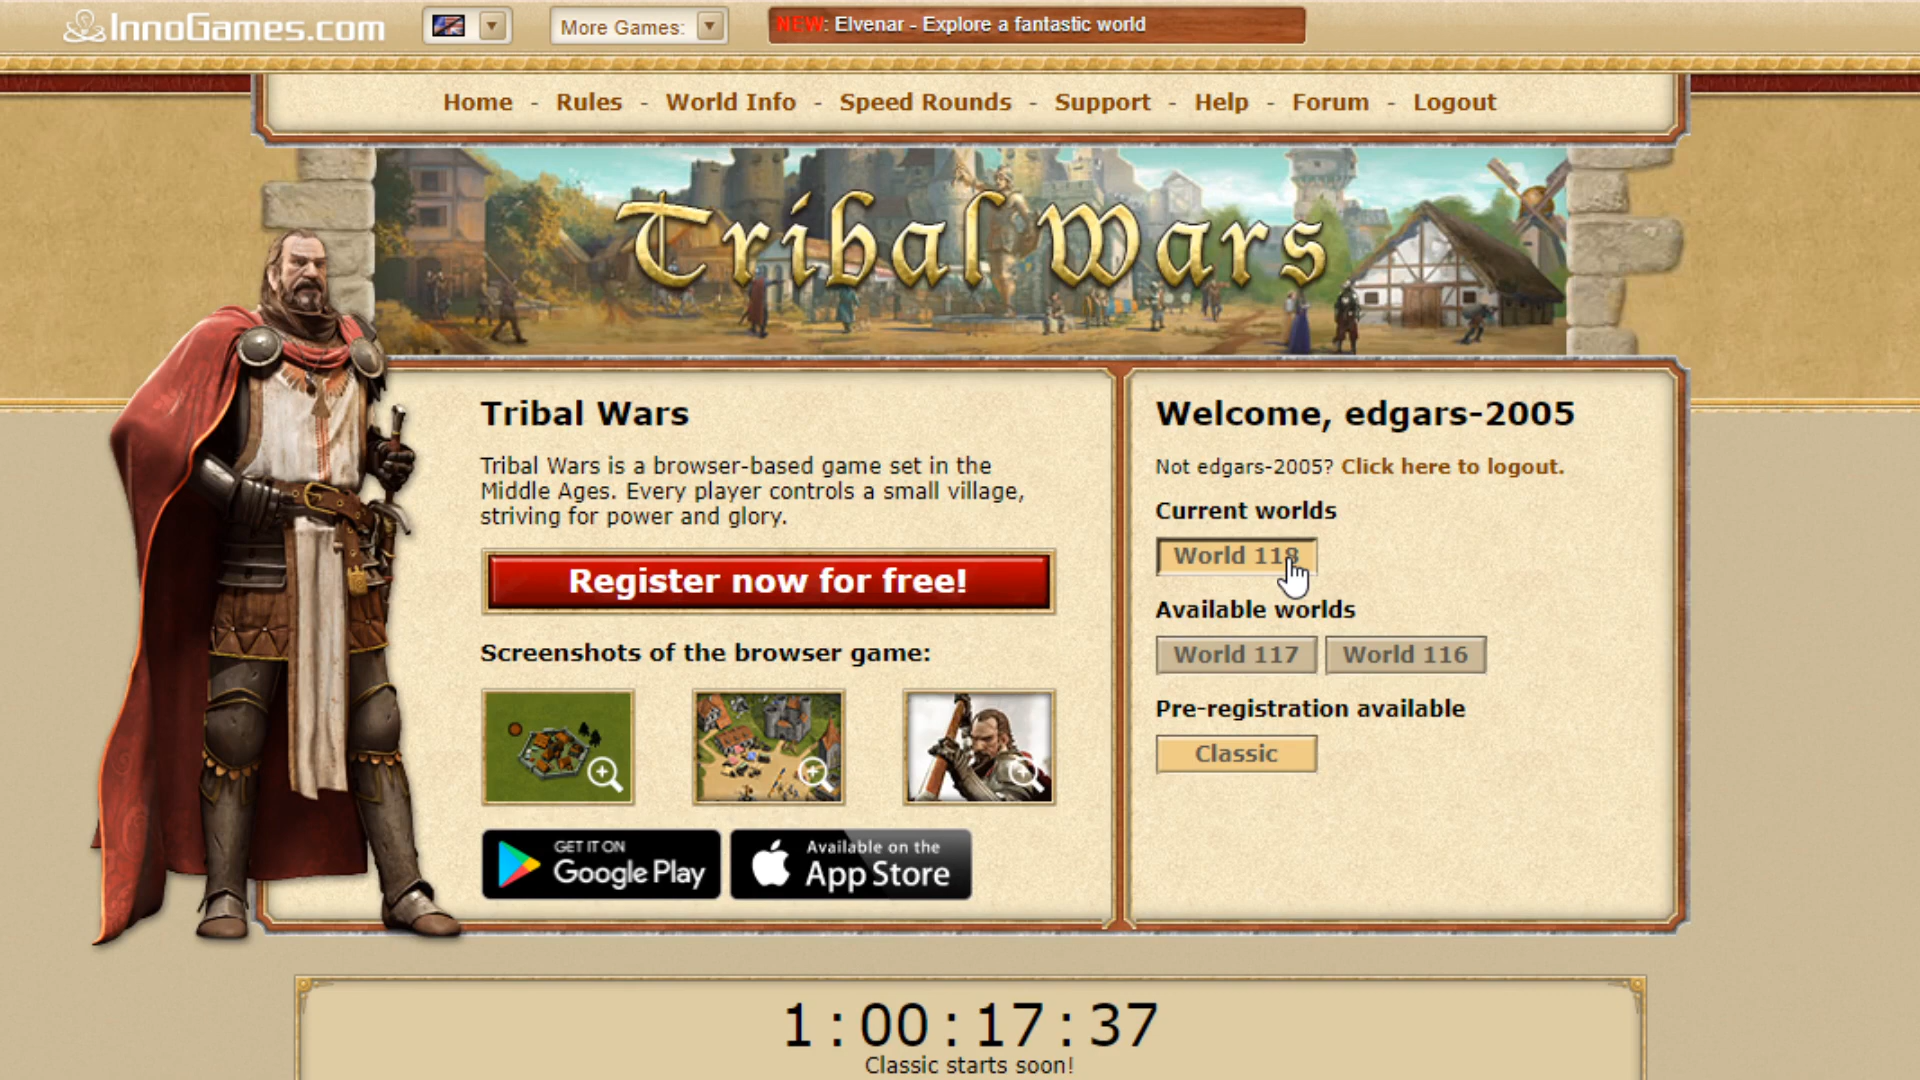 InnoGames.com
More Games:
NEW: Elvenar - Explore a fantastic world
Home - Rules - World Info - Speed Rounds - Support - Help - Forum - Logout
Tribal Wars
Tribal Wars
Tribal Wars is a browser-based game set in the
Middle Ages. Every player controls a small village,
striving for power and glory.
Register now for free!
Screenshots of the browser game:
GET IT ON
Google Play
Available on the
App Store
Welcome, edgars-2005
Not edgars-2005? Click here to logout.
Current worlds
World 118
Available worlds
World 117
World 116
Pre-registration available
Classic
1:00:17:37
Classic starts soon!